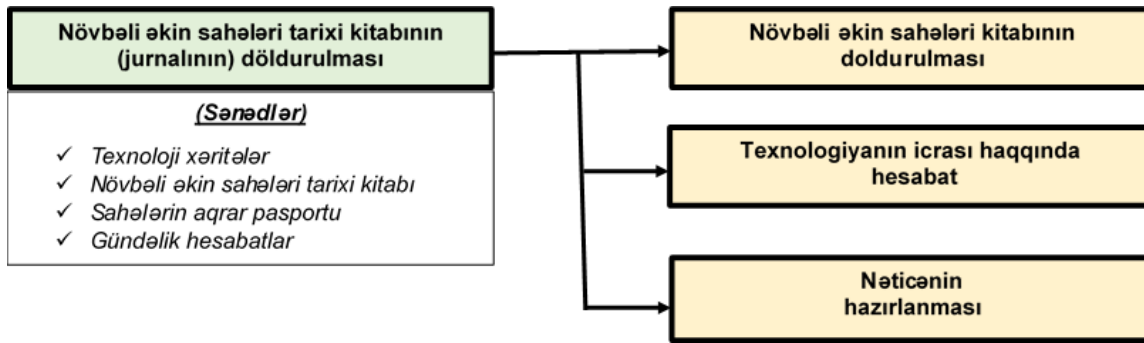 Növbəli əkin sahələri tarixi kitabının
(jurnalının) döldurulması
(Sənədlər)
✓ Texnoloji xəritələr
✓ Növbəli əkin sahələri tarixi kitabı
✓ Sahələrin aqrar pasportu
✓ Gündəlik hesabatlar
Növbəli əkin sahələri kitabının
doldurulması
Texnologiyanın icrası haqqında
hesabat
Nəticənin
hazırlanması